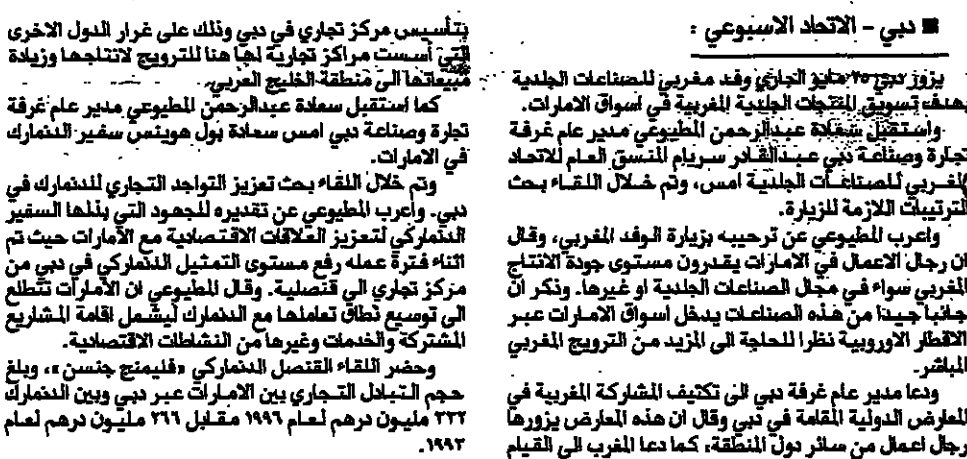 ■ دبي - الاتحاد الاسبوعي :
يزور دبي ٢٥ مايو الجاري وفد مغربي للصناعات الجلدية
بهدف تسويق المنتجات الجلدية المغربية في اسواق الامارات.
واستقبل سعادة عبدالرحمن المطيوعي مدير عام غرفة
تجارة وصناعة دبي عبدالقادر سريام المنسق العام للاتحاد
المغربي للصناعات الجلدية امس، وتم خلال اللقاء بحث
الترتيبات اللازمة للزيارة.
واعرب المطيوعي عن ترحيبه بزيارة الوفد المغربي، وقال
ان رجال الاعمال في الامارات يقدرون مستوى جودة الانتاج
المغربي سواء في مجال الصناعات الجلدية او غيرها. وذكر ان
جانبا جيدا من هذه الصناعات يدخل اسواق الامارات عبر
الاقطار الاوروبية نظرا للحاجة الى المزيد من الترويج المغربي
المباشر.
ودعا مدير عام غرفة دبي الى تكثيف المشاركة المغربية في
المعارض الدولية المقامة في دبي وقال ان هذه المعارض يزورها
رجال اعمال من سائر دول المنطقة، كما دعا المغرب الى القيام
بتأسيس مركز تجاري في دبي وذلك على غرار الدول الاخرى
التي أسست مراكز تجارية لها هنا للترويج لانتاجها وزيادة
مبيعاتها الى منطقة الخليج العربي.
كما استقبل سعادة عبدالرحمن المطيوعي مدير عام غرفة
تجارة وصناعة دبي امس سعادة بول هوينس سفير الدنمارك
في الامارات.
وتم خلال اللقاء بحث تعزيز التواجد التجاري للدنمارك في
دبي. وأعرب المطيوعي عن تقديره للجهود التي بذلها السفير
الدنماركي لتعزيز العلاقات الاقتصادية مع الامارات حيث تم
اثناء فترة عمله رفع مستوى التمثيل الدنماركي في دبي من
مركز تجاري الى قنصلية. وقال المطيوعي ان الامارات تتطلع
الى توسيع نطاق تعاملها مع الدنمارك ليشمل اقامة المشاريع
المشتركة والخدمات وغيرها من النشاطات الاقتصادية.
وحضر اللقاء القنصل الدنماركي «فليمنج جنسن»، وبلغ
حجم التبادل التجاري بين الامارات عبر دبي وبين الدنمارك
٣٣٢ مليون درهم لعام ١٩٩٦ مقابل ٢٦٦ مليون درهم لعام
١٩٩٢.